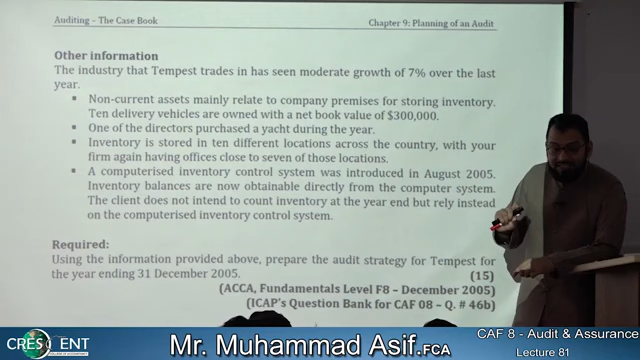 Auditing – The Case Book
Chapter 9: Planning of an Audit
Other information
The industry that Tempest trades in has seen moderate growth of 7% over the last
year.
▪ Non-current assets mainly relate to company premises for storing inventory.
Ten delivery vehicles are owned with a net book value of $300,000.
▪ One of the directors purchased a yacht during the year.
▪ Inventory is stored in ten different locations across the country, with your
firm again having offices close to seven of those locations.
▪ A computerised inventory control system was introduced in August 2005.
Inventory balances are now obtainable directly from the computer system.
The client does not intend to count inventory at the year end but rely instead
on the computerised inventory control system.
Required:
Using the information provided above, prepare the audit strategy for Tempest for
the year ending 31 December 2005. (15)
(ACCA, Fundamentals Level F8 – December 2005)
(ICAP's Question Bank for CAF 08 – Q. # 46b)
CRESCENT
COLLEGE OF ACCOUNTANCY
Mr. Muhammad Asif.FCA
CAF 8 - Audit & Assurance
Lecture 81